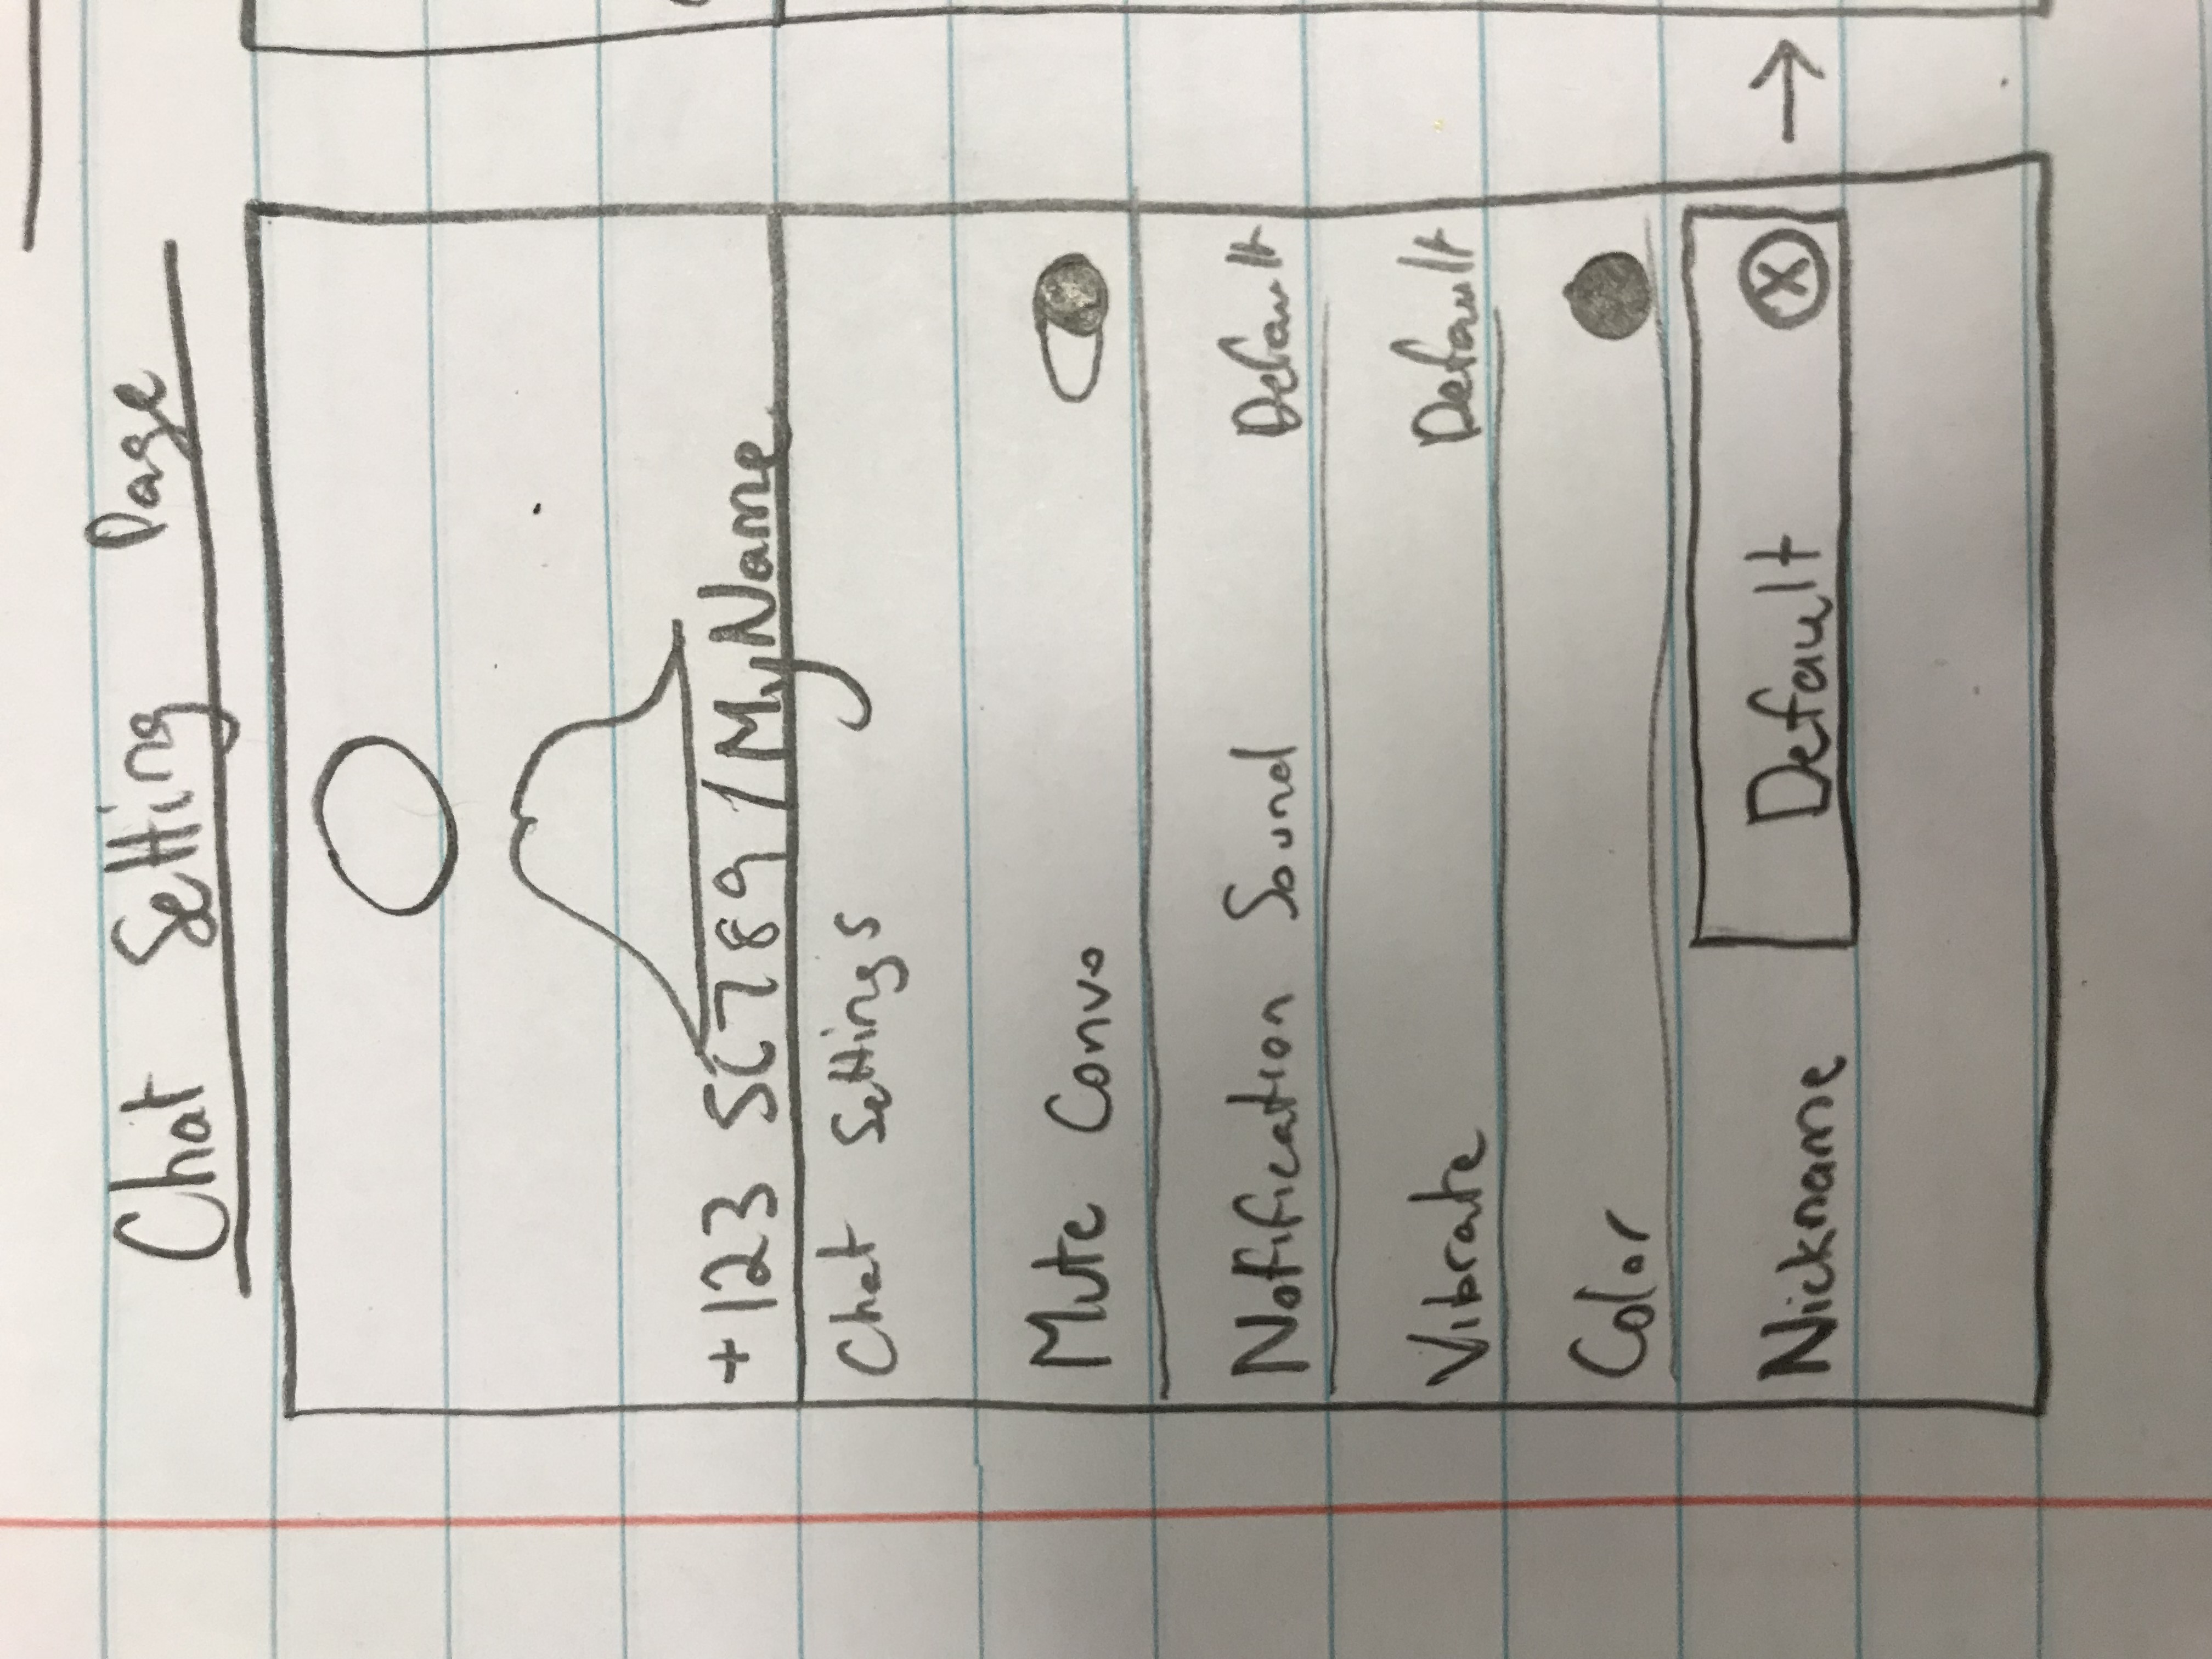 Chat Setting Page
+123 56789 / MyName
Chat Settings
Mute Convo
Notification Sound Default
Vibrate Default
Color
Nickname Default X